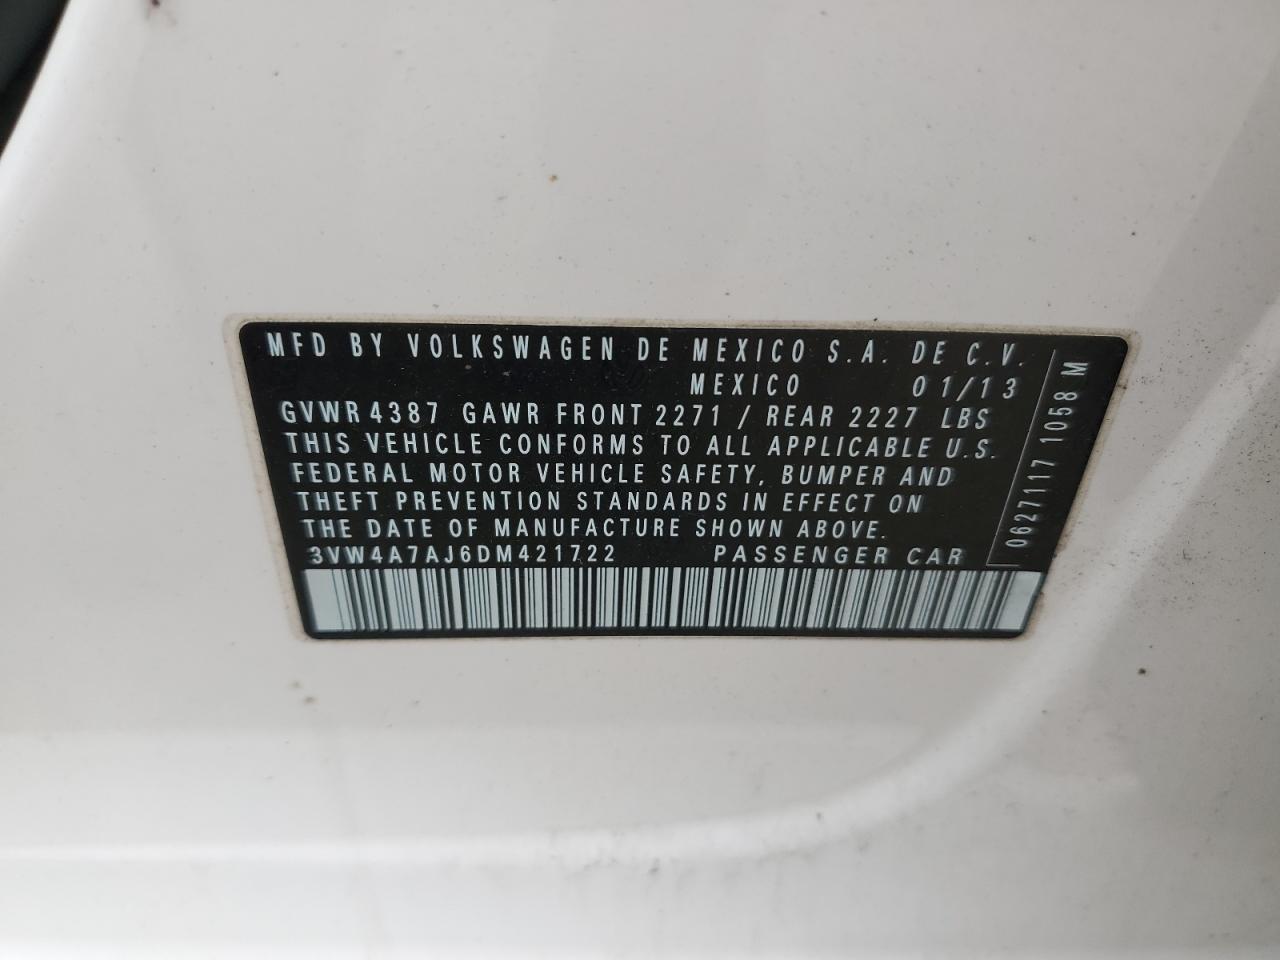 MFD BY VOLKSWAGEN DE MEXICO S.A. DE C.V.
MEXICO 01/13
GVWR 4387 GAWR FRONT 2271 / REAR 2227 LBS
THIS VEHICLE CONFORMS TO ALL APPLICABLE U.S.
FEDERAL MOTOR VEHICLE SAFETY, BUMPER AND
THEFT PREVENTION STANDARDS IN EFFECT ON
THE DATE OF MANUFACTURE SHOWN ABOVE.
3VW4A7AJ6DM421722 PASSENGER CAR
0627117 1058 M